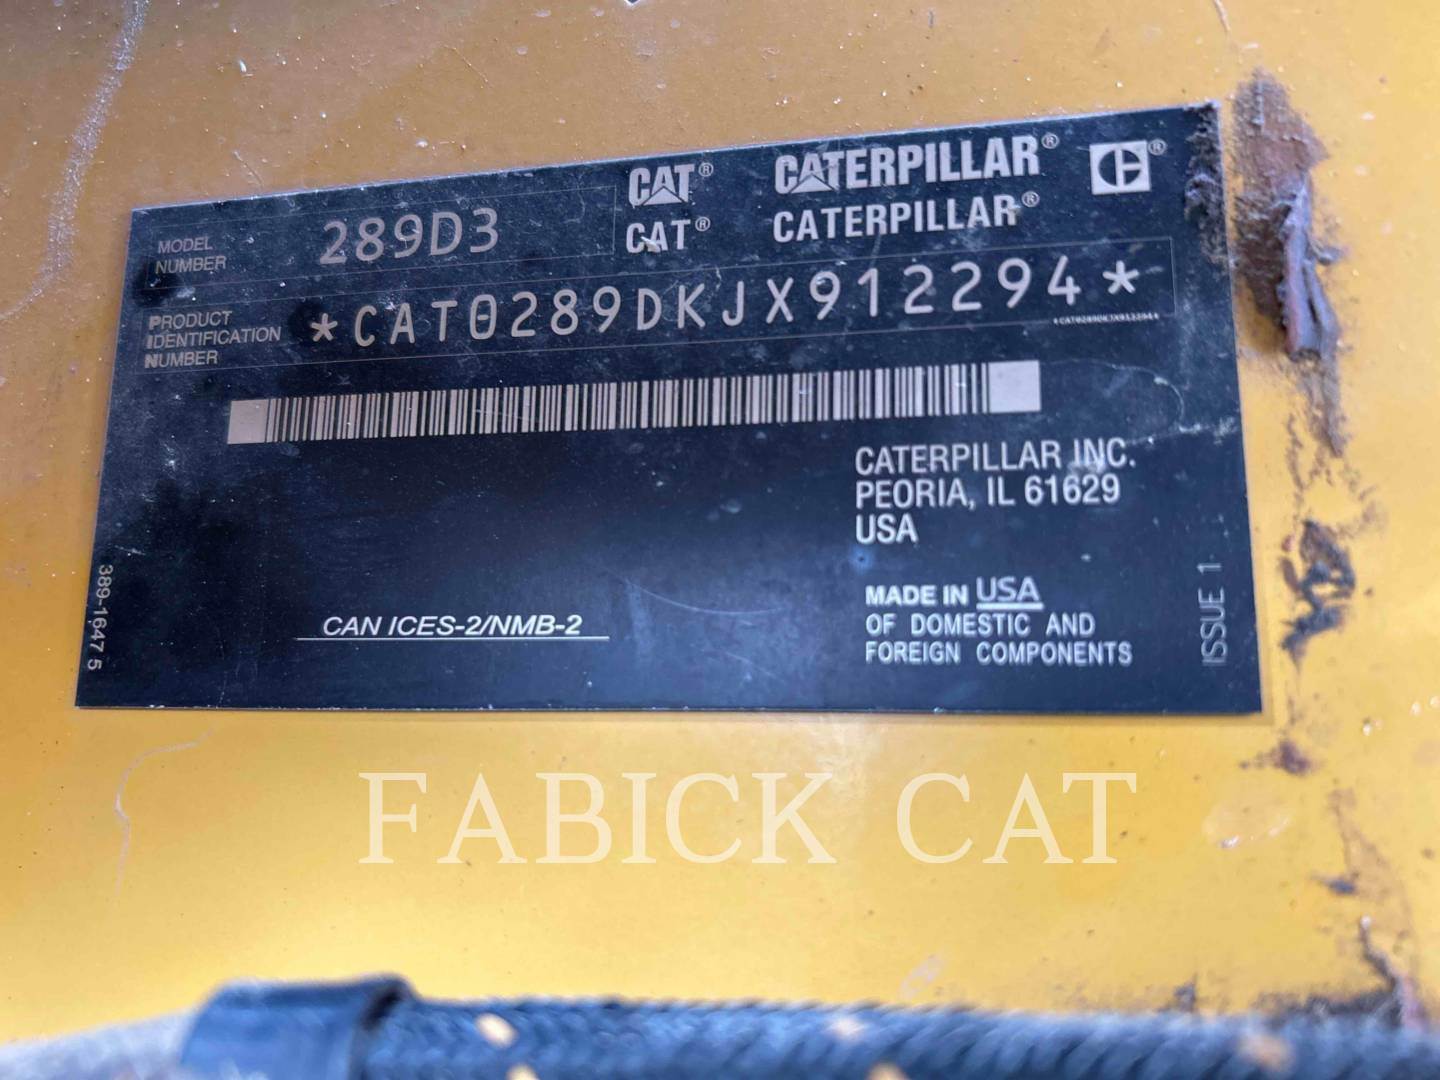 MODEL NUMBER 289D3
CAT® CATERPILLAR®
CAT® CATERPILLAR®
PRODUCT IDENTIFICATION NUMBER *CAT0289DKJX912294*
*CAT0289DKJX912294*
CATERPILLAR INC.
PEORIA, IL 61629
USA
MADE IN USA
OF DOMESTIC AND
FOREIGN COMPONENTS
CAN ICES-2/NMB-2
389-1647 5
ISSUE 1
FABICK CAT